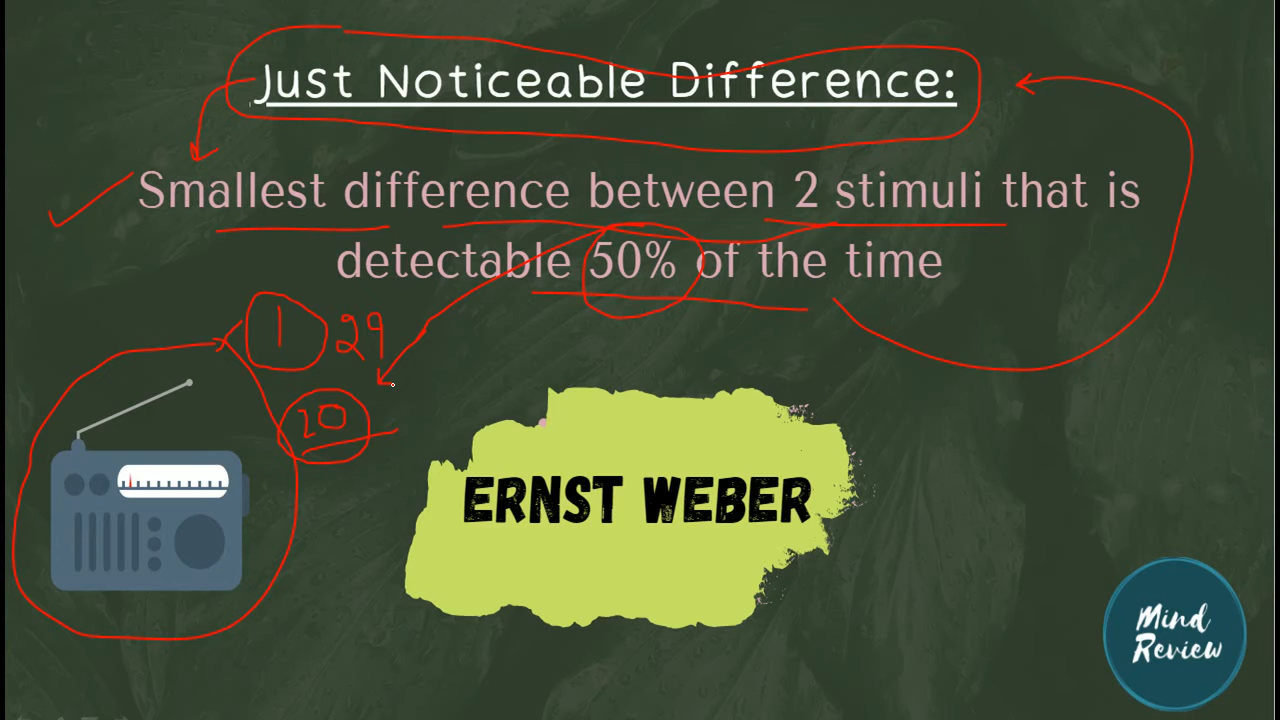 Just Noticeable Difference:
Smallest difference between 2 stimuli that is
detectable 50% of the time
1 29
20
ERNST WEBER
Mind
Review